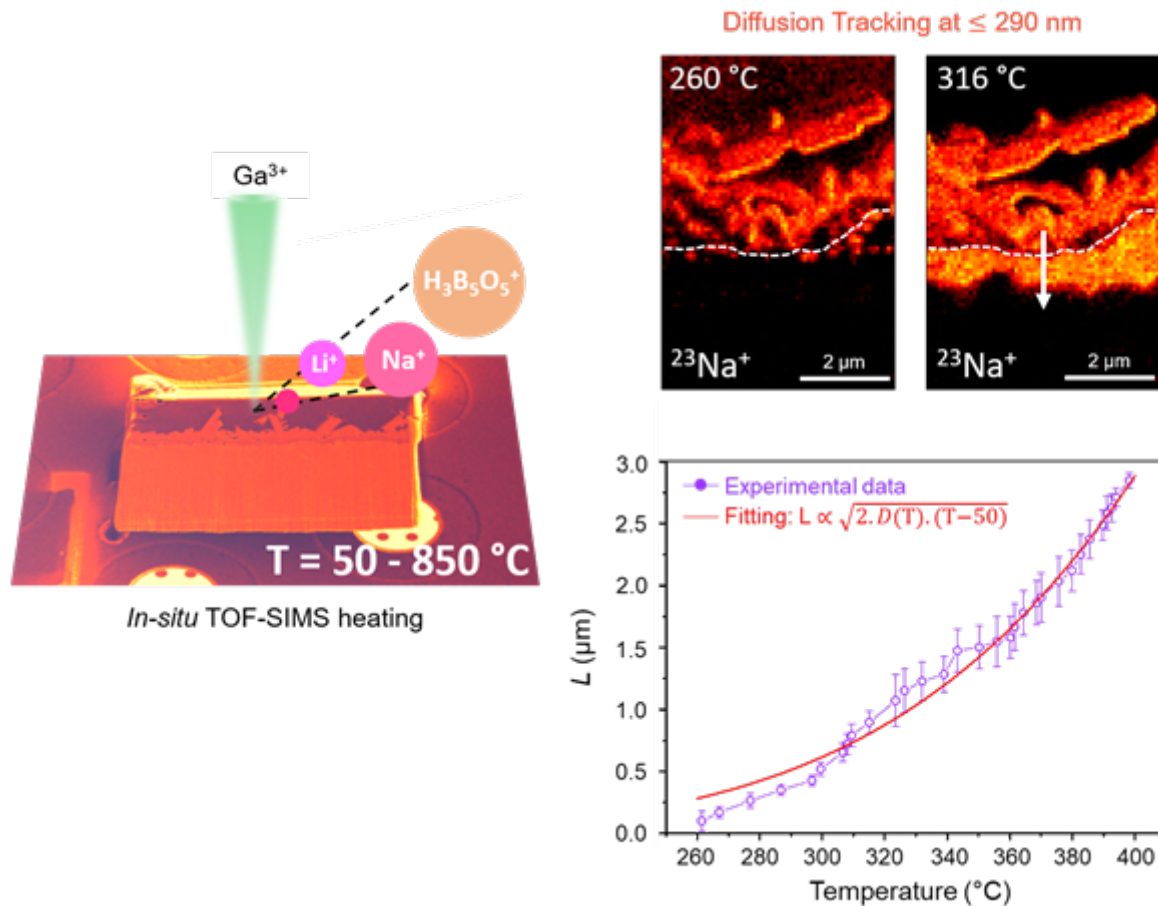 Diffusion Tracking at ≤ 290 nm
Ga³⁺
H₃B₅O₅⁺
Li⁺
Na⁺
T = 50 - 850 °C
In-situ TOF-SIMS heating
260 °C
²³Na⁺
2 µm
316 °C
²³Na⁺
2 µm
3.0
2.5
2.0
1.5
1.0
0.5
0.0
L (µm)
Experimental data
Fitting: L ∝ √2.D(T).(T−50)
260 280 300 320 340 360 380 400
Temperature (°C)